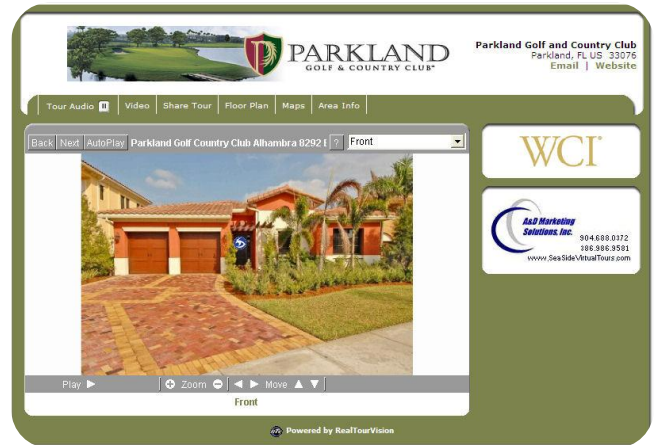 PARKLAND
GOLF & COUNTRY CLUB
Parkland Golf and Country Club
Parkland, FL US 33076
Email | Website
Tour Audio Video Share Tour Floor Plan Maps Area Info
Back Next AutoPlay Parkland Golf Country Club Alhambra 8292 E ? Front
WCI
A&D Marketing
Solutions, Inc.
904.688.0172
386.986.9581
www.SeaSideVirtualTours.com
Play Zoom Move
Front
Powered by RealTourVision